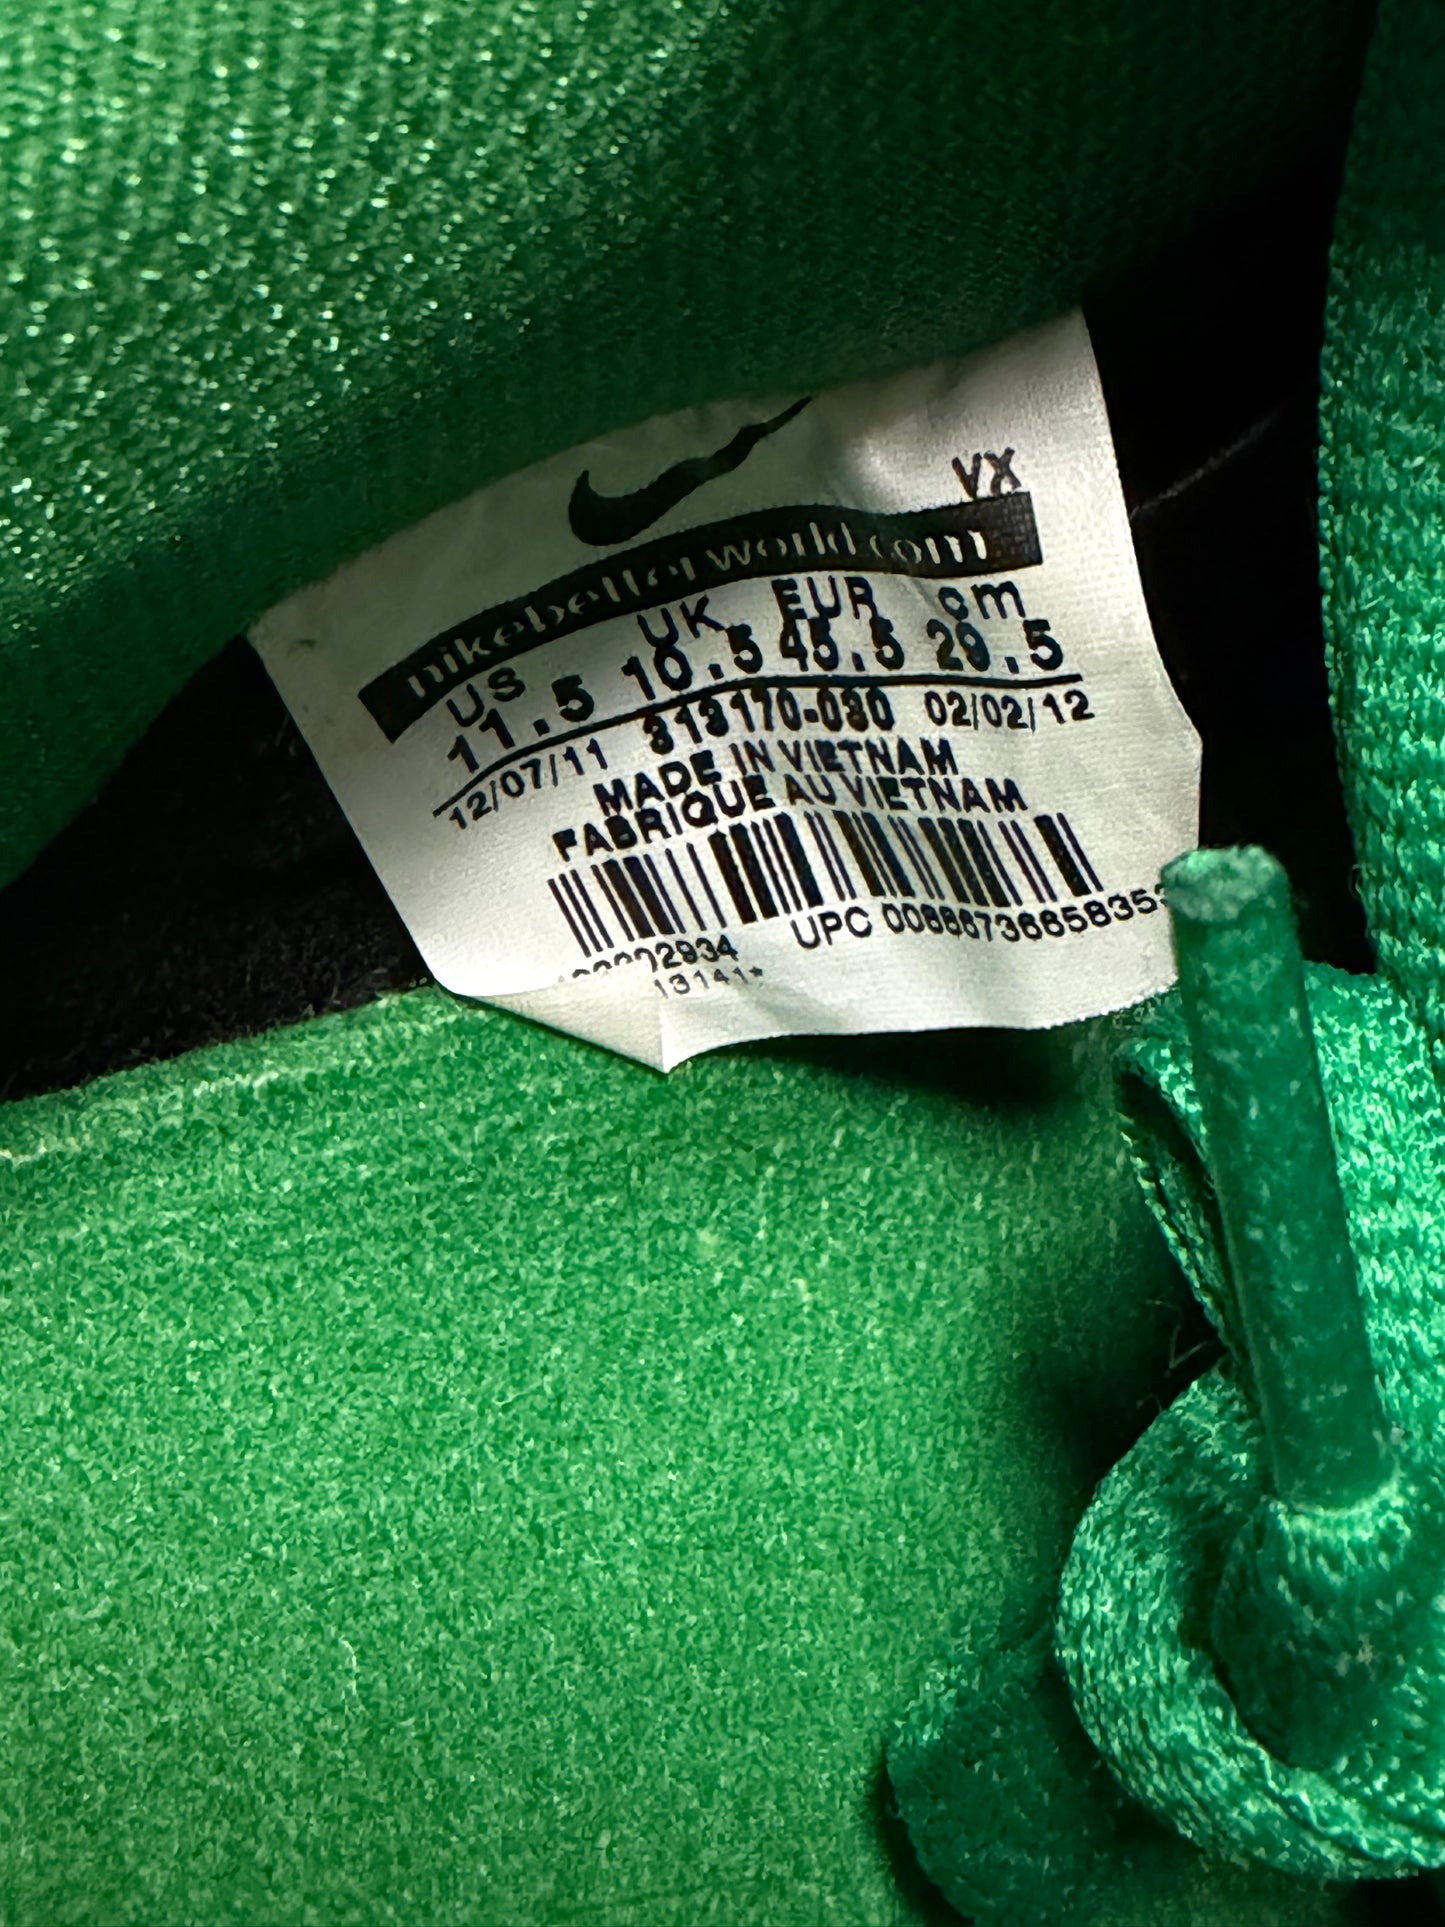 VX
nikebetterworld.com
US UK EUR cm
11.5 10.5 45.5 29.5
12/07/11 313170-030 02/02/12
MADE IN VIETNAM
FABRIQUE AU VIETNAM
UPC 00886736658353
13141*